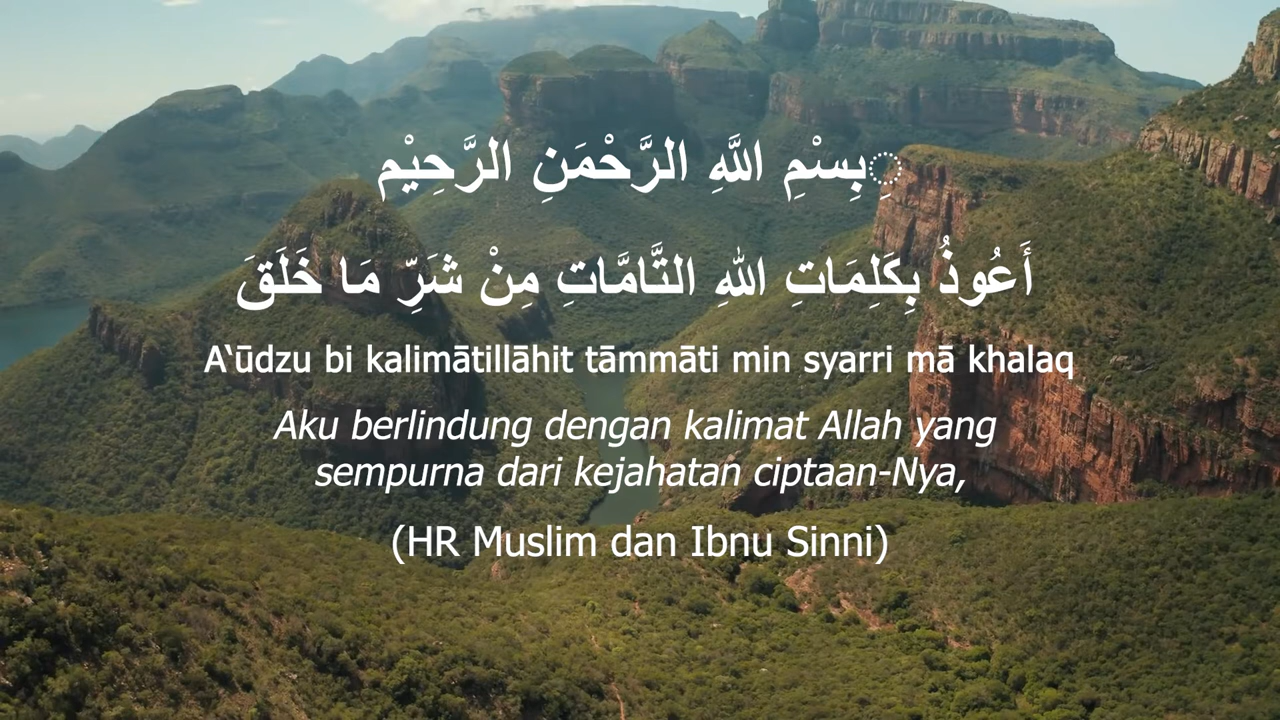 ِبِسْمِ اللَّهِ الرَّحْمَنِ الرَّحِيْم
أَعُوذُ بِكَلِمَاتِ اللهِ التَّامَّاتِ مِنْ شَرِّ مَا خَلَقَ
A‘ūdzu bi kalimātillāhit tāmmāti min syarri mā khalaq
Aku berlindung dengan kalimat Allah yang
sempurna dari kejahatan ciptaan-Nya,
(HR Muslim dan Ibnu Sinni)